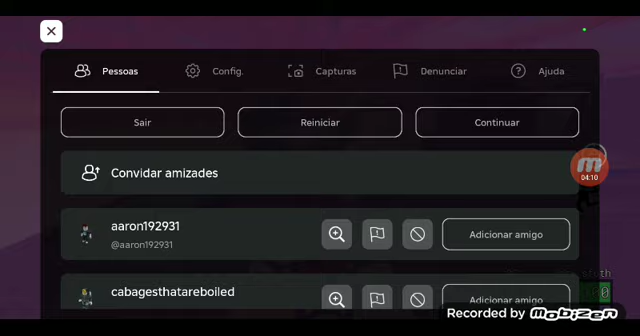 Pessoas
Config.
Capturas
Denunciar
Ajuda
Sair
Reiniciar
Continuar
Convidar amizades
04:10
aaron192931
@aaron192931
Adicionar amigo
cabagesthatareboiled
Adicionar amigo
Recorded by Mobizen